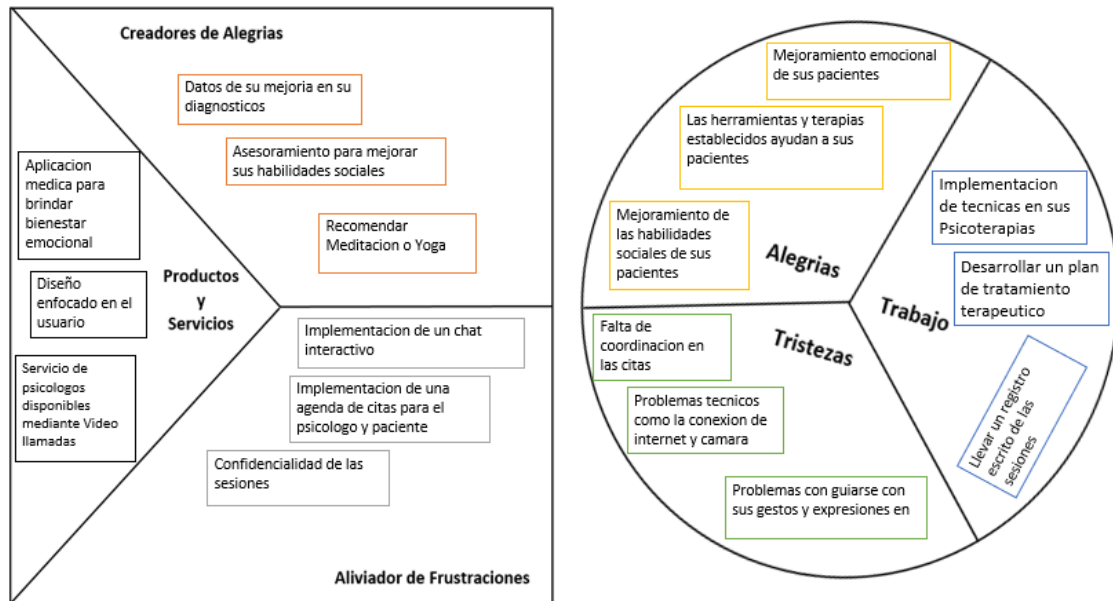 Creadores de Alegrias
Datos de su mejoria en su
diagnosticos
Asesoramiento para mejorar
sus habilidades sociales
Recomendar
Meditacion o Yoga
Aplicacion
medica para
brindar
bienestar
emocional
Diseño
enfocado en el
usuario
Servicio de
psicologos
disponibles
mediante Video
llamadas
Productos
y
Servicios
Implementacion de un chat
interactivo
Implementacion de una
agenda de citas para el
psicologo y paciente
Confidencialidad de las
sesiones
Aliviador de Frustraciones
Mejoramiento emocional
de sus pacientes
Las herramientas y terapias
establecidos ayudan a sus
pacientes
Mejoramiento de
las habilidades
sociales de sus
pacientes
Alegrias
Implementacion
de tecnicas en sus
Psicoterapias
Desarrollar un plan
de tratamiento
terapeutico
Llevar un registro
escrito de las
sesiones
Trabajo
Tristezas
Falta de
coordinacion en
las citas
Problemas tecnicos
como la conexion de
internet y camara
Problemas con guiarse con
sus gestos y expresiones en